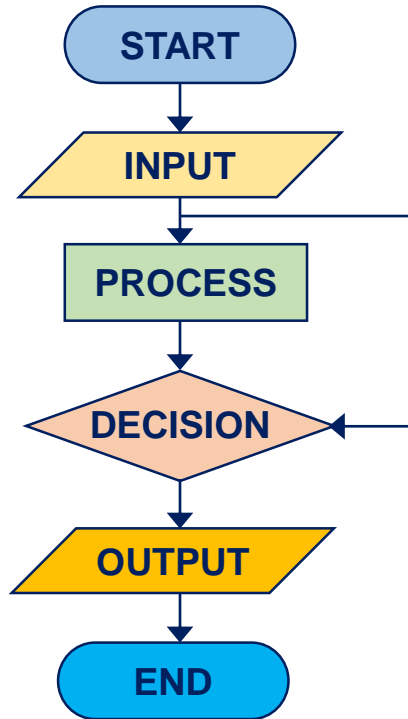 START
INPUT
PROCESS
DECISION
OUTPUT
END